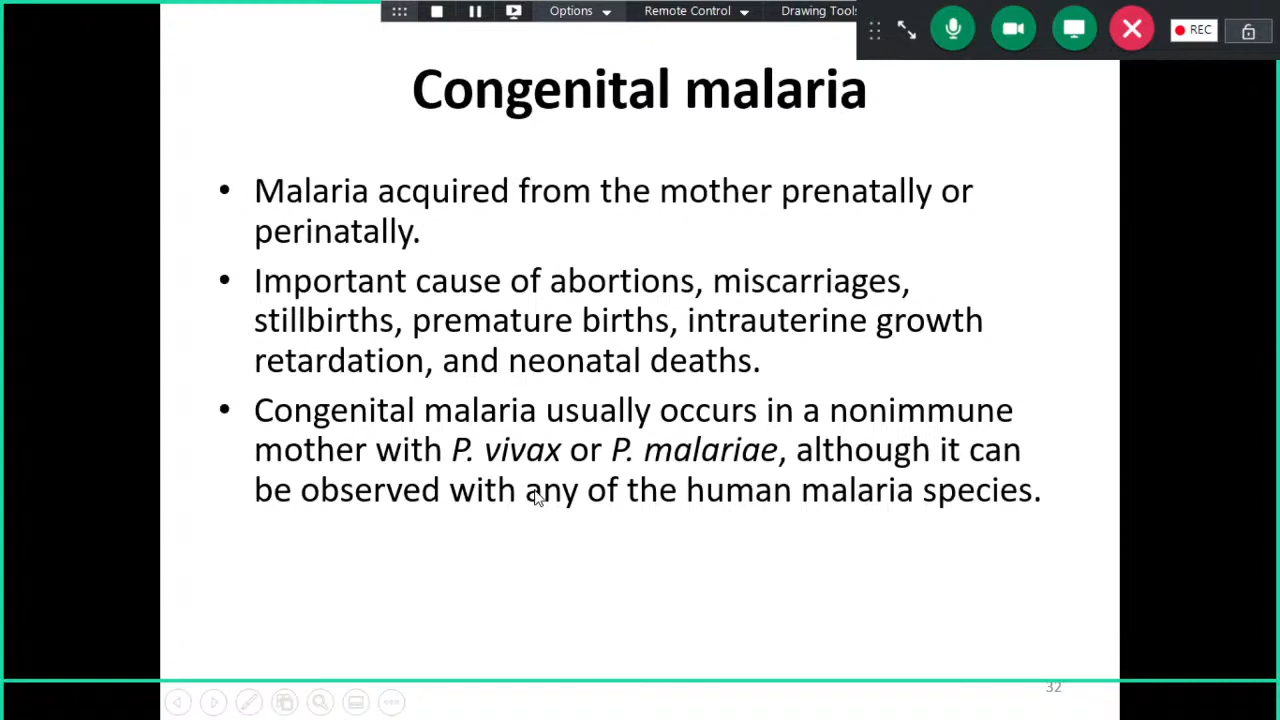 Options
Remote Control
Drawing Tools
REC
Congenital malaria
• Malaria acquired from the mother prenatally or
perinatally.
• Important cause of abortions, miscarriages,
stillbirths, premature births, intrauterine growth
retardation, and neonatal deaths.
• Congenital malaria usually occurs in a nonimmune
mother with P. vivax or P. malariae, although it can
be observed with any of the human malaria species.
32